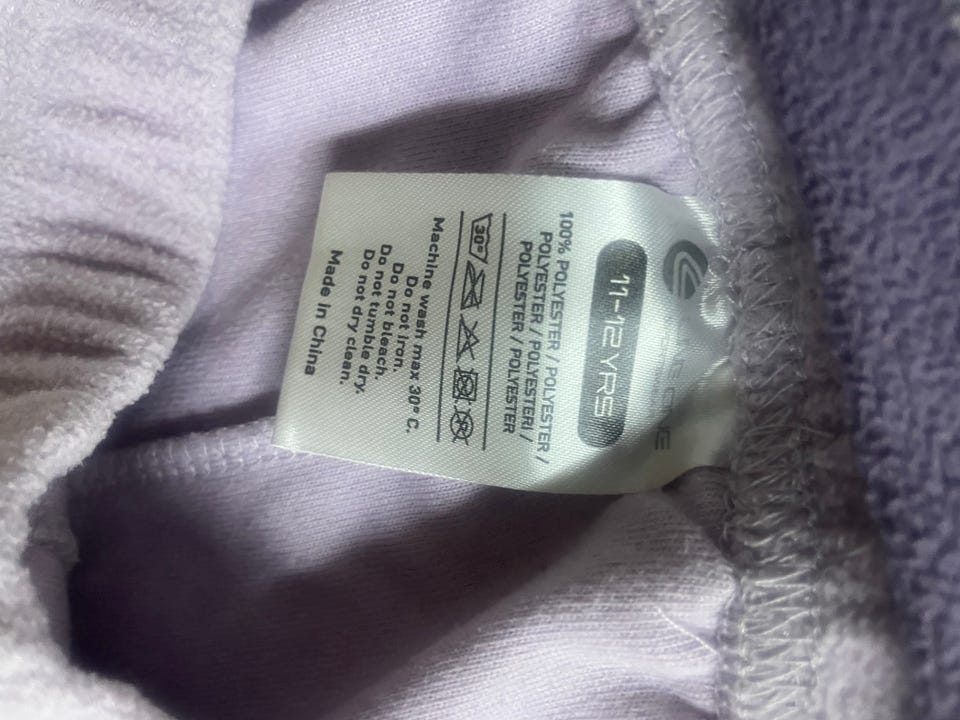 11-12 YRS
100% POLYESTER / POLYESTER /
POLYESTER / POLYESTERI /
POLYESTER / POLYESTER
30°
Machine wash max 30° C.
Do not iron.
Do not bleach.
Do not tumble dry.
Do not dry clean.
Made in China